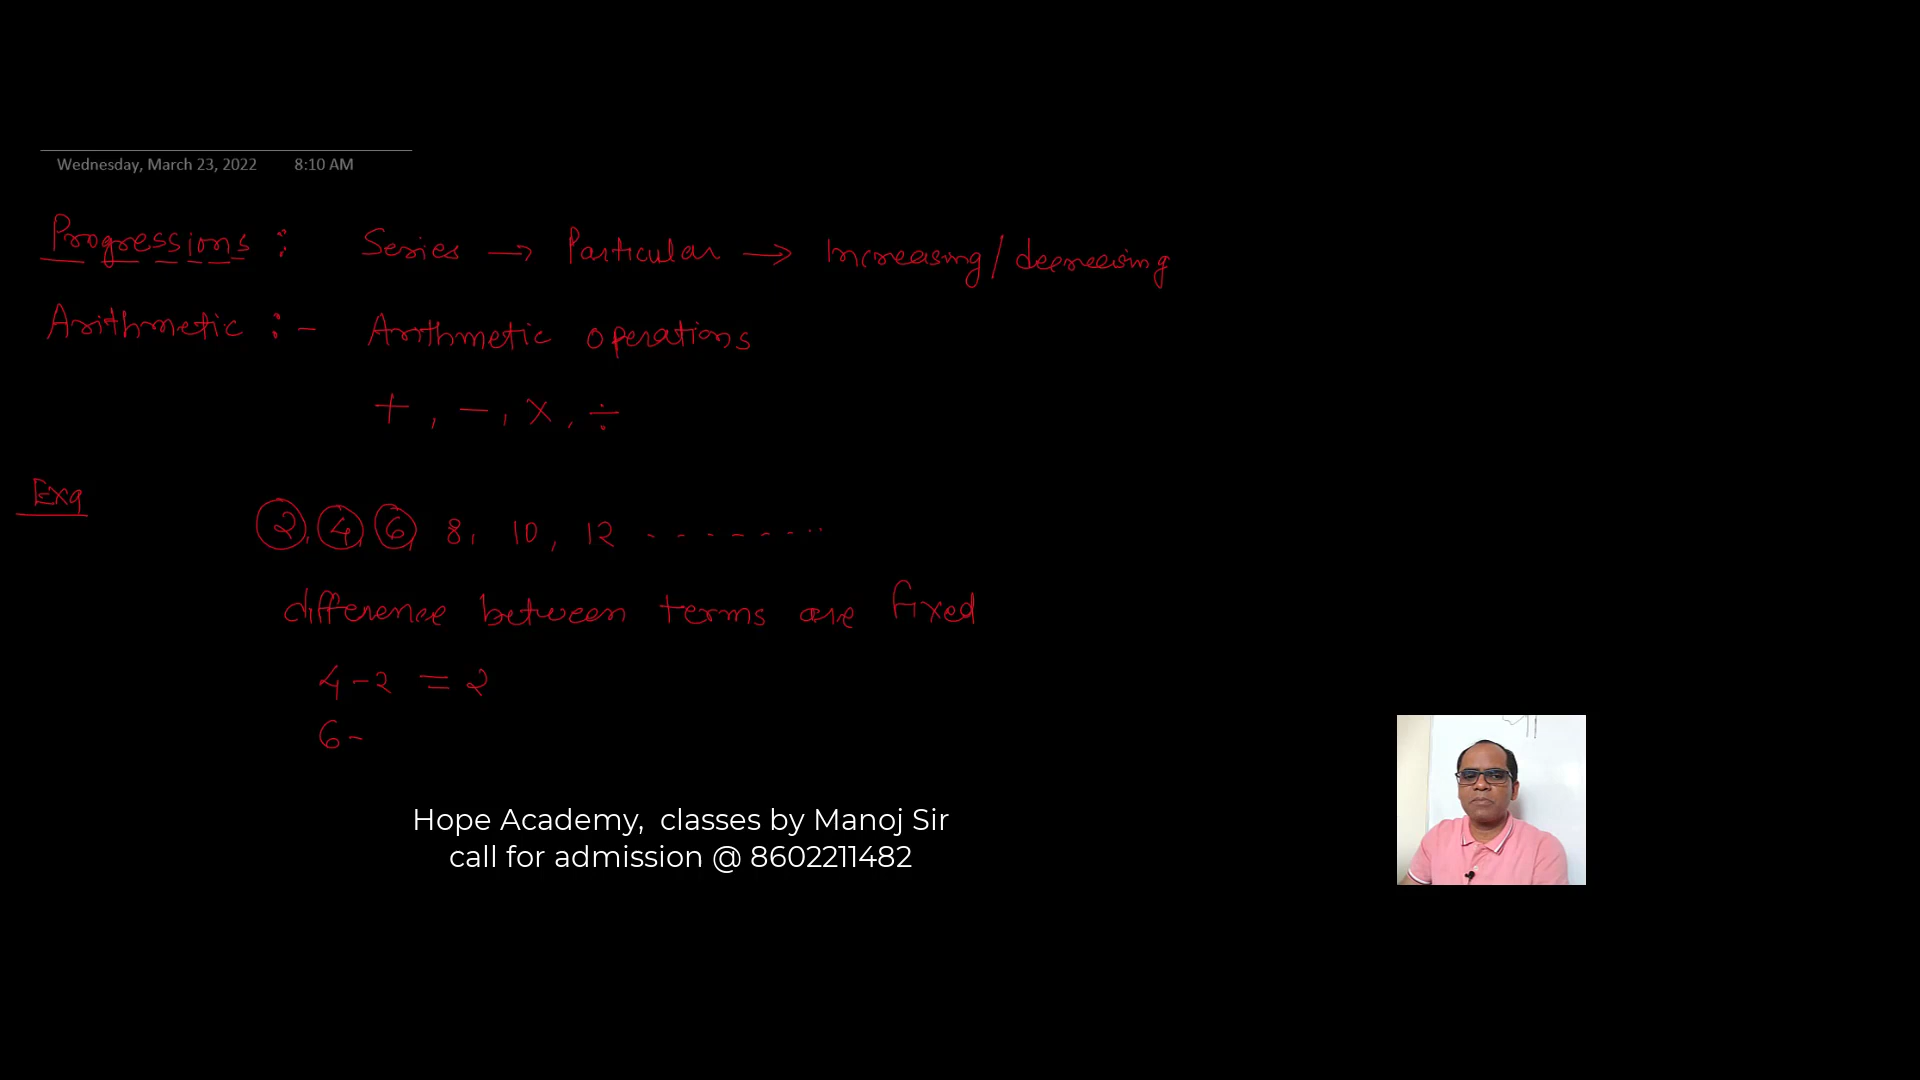 Wednesday, March 23, 2022 8:10 AM
Progressions : Series → Particular → Increasing/decreasing
Arithmetic :- Arithmetic operations
+, -, ×, ÷
Exa
2, 4, 6, 8, 10, 12 ..........
difference between terms are fixed
4-2 = 2
6-
Hope Academy, classes by Manoj Sir
call for admission @ 8602211482